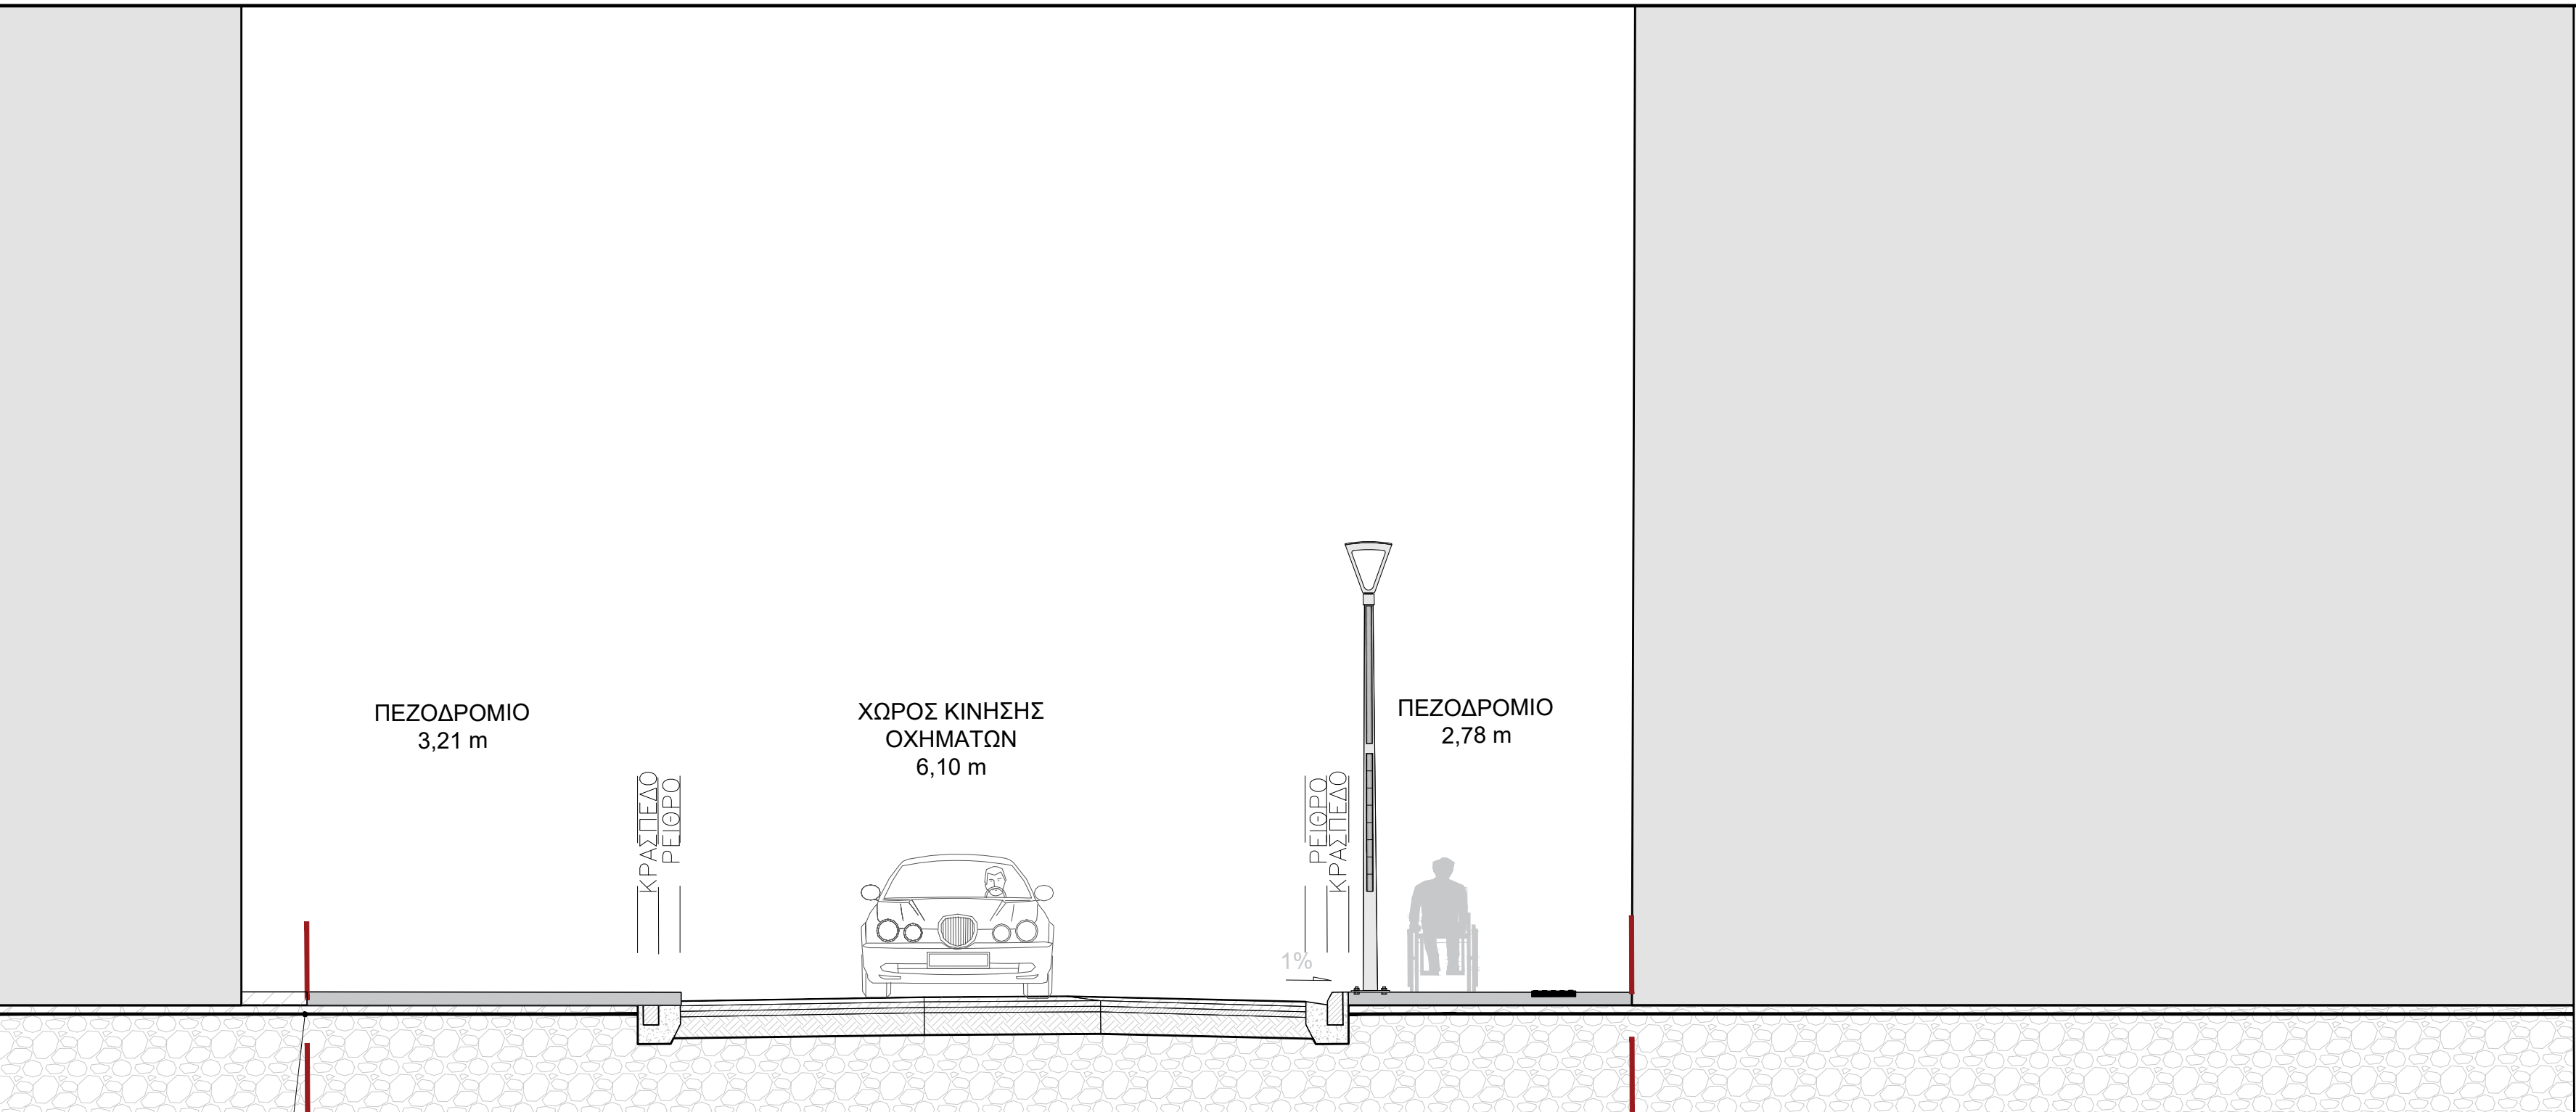 ΠΕΖΟΔΡΟΜΙΟ
3,21 m
ΚΡΑΣΠΕΔΟ
ΡΕΙΘΡΟ
ΧΩΡΟΣ ΚΙΝΗΣΗΣ
ΟΧΗΜΑΤΩΝ
6,10 m
ΡΕΙΘΡΟ
ΚΡΑΣΠΕΔΟ
1%
ΠΕΖΟΔΡΟΜΙΟ
2,78 m